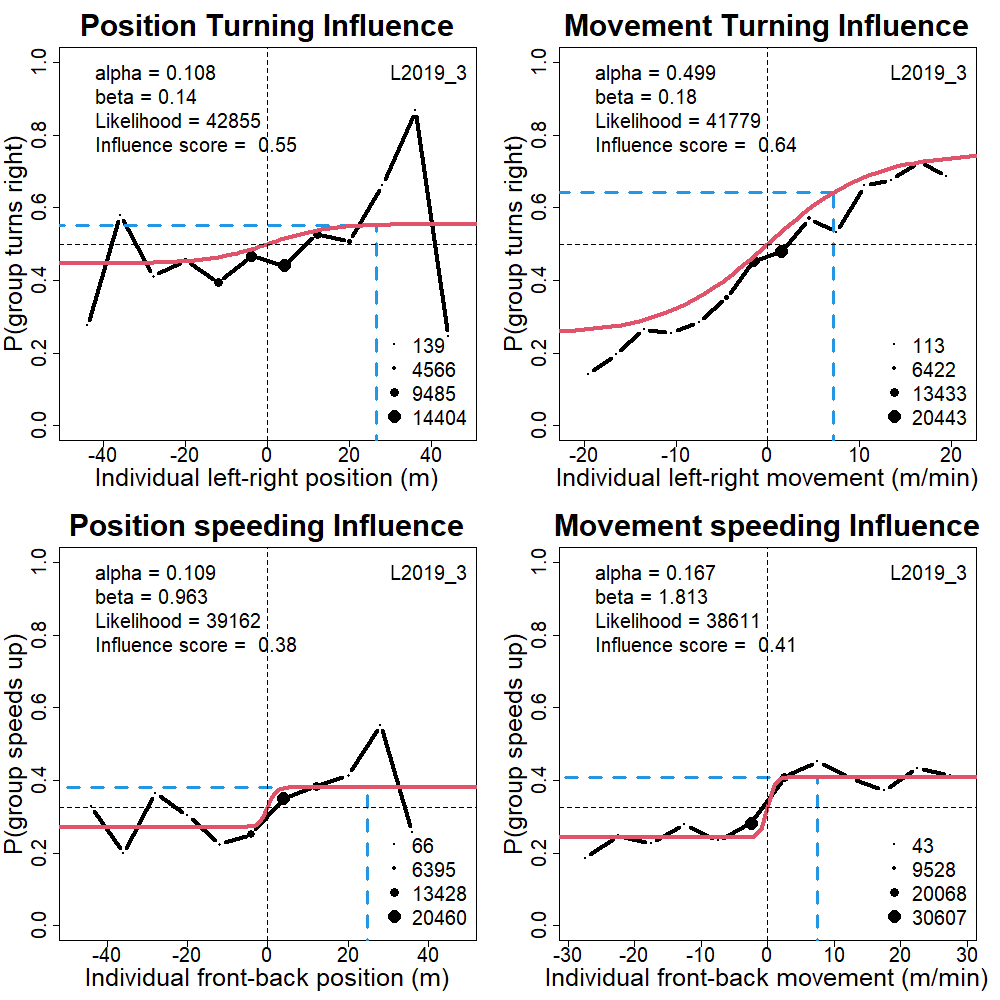 Position Turning Influence
alpha = 0.108
L2019_3
beta = 0.14
Likelihood = 42855
Influence score = 0.55
P(group turns right)
0.0
0.2
0.4
0.6
0.8
1.0
139
4566
9485
14404
-40
-20
0
20
40
Individual left-right position (m)
Movement Turning Influence
alpha = 0.499
L2019_3
beta = 0.18
Likelihood = 41779
Influence score = 0.64
P(group turns right)
0.0
0.2
0.4
0.6
0.8
1.0
113
6422
13433
20443
-20
-10
0
10
20
Individual left-right movement (m/min)
Position speeding Influence
alpha = 0.109
L2019_3
beta = 0.963
Likelihood = 39162
Influence score = 0.38
P(group speeds up)
0.0
0.2
0.4
0.6
0.8
1.0
66
6395
13428
20460
-40
-20
0
20
40
Individual front-back position (m)
Movement speeding Influence
alpha = 0.167
L2019_3
beta = 1.813
Likelihood = 38611
Influence score = 0.41
P(group speeds up)
0.0
0.2
0.4
0.6
0.8
1.0
43
9528
20068
30607
-30
-20
-10
0
10
20
30
Individual front-back movement (m/min)